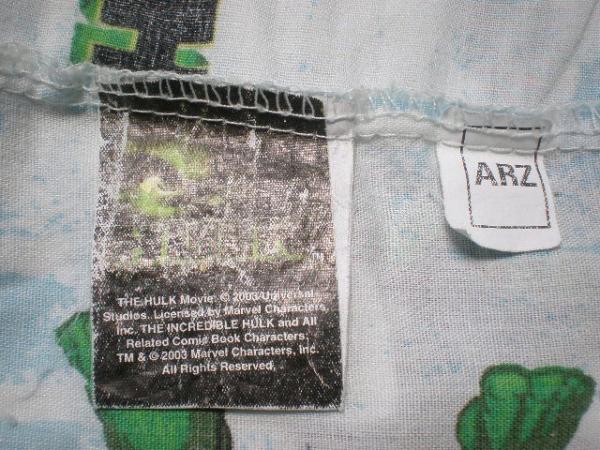 THE HULK Movie: © 2003 Universal
Studios. Licensed by Marvel Characters
Inc. THE INCREDIBLE HULK and All
Related Comic Book Characters:
TM & © 2003 Marvel Characters, Inc.
All Rights Reserved.
ARZ